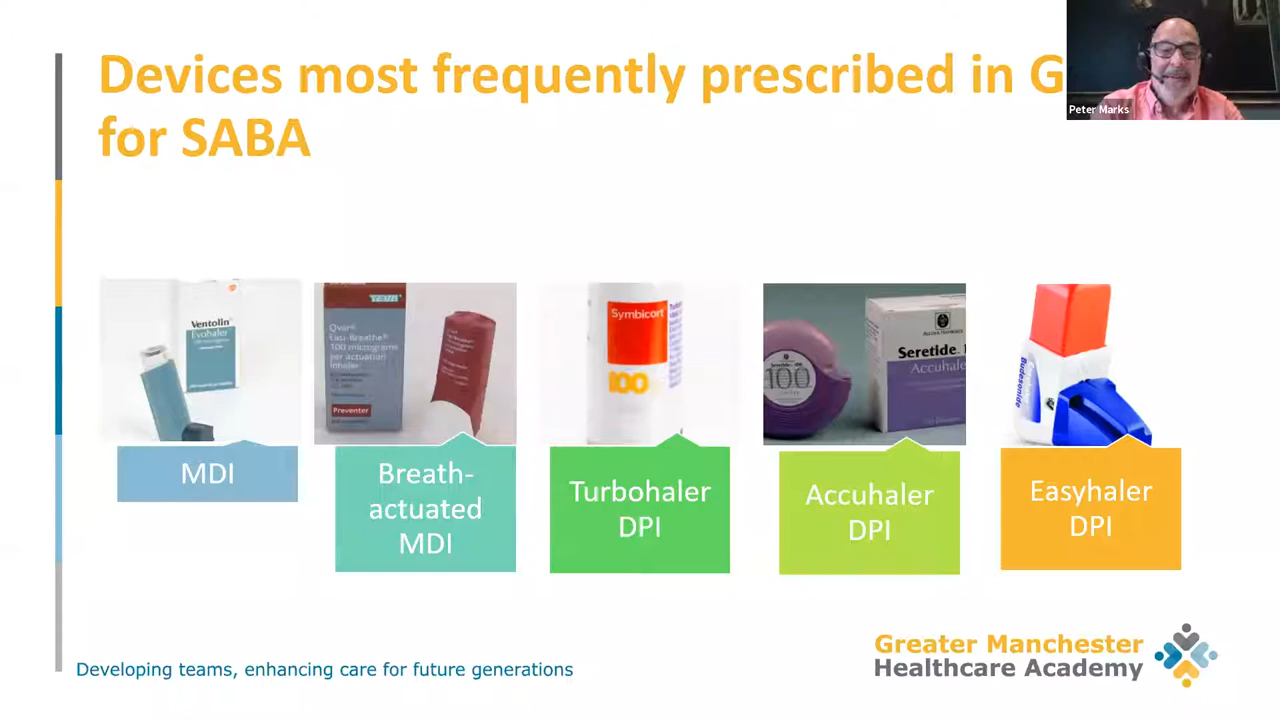 Devices most frequently prescribed in G
for SABA
Peter Marks
Ventolin
Evohaler
TEVA
Qvar
Easi-Breathe
100 micrograms
per actuation
inhaler
Preventer
Symbicort
100
100
Seretide
Accuhaler
Budesonide
MDI
Breath-
actuated
MDI
Turbohaler
DPI
Accuhaler
DPI
Easyhaler
DPI
Developing teams, enhancing care for future generations
Greater Manchester
Healthcare Academy